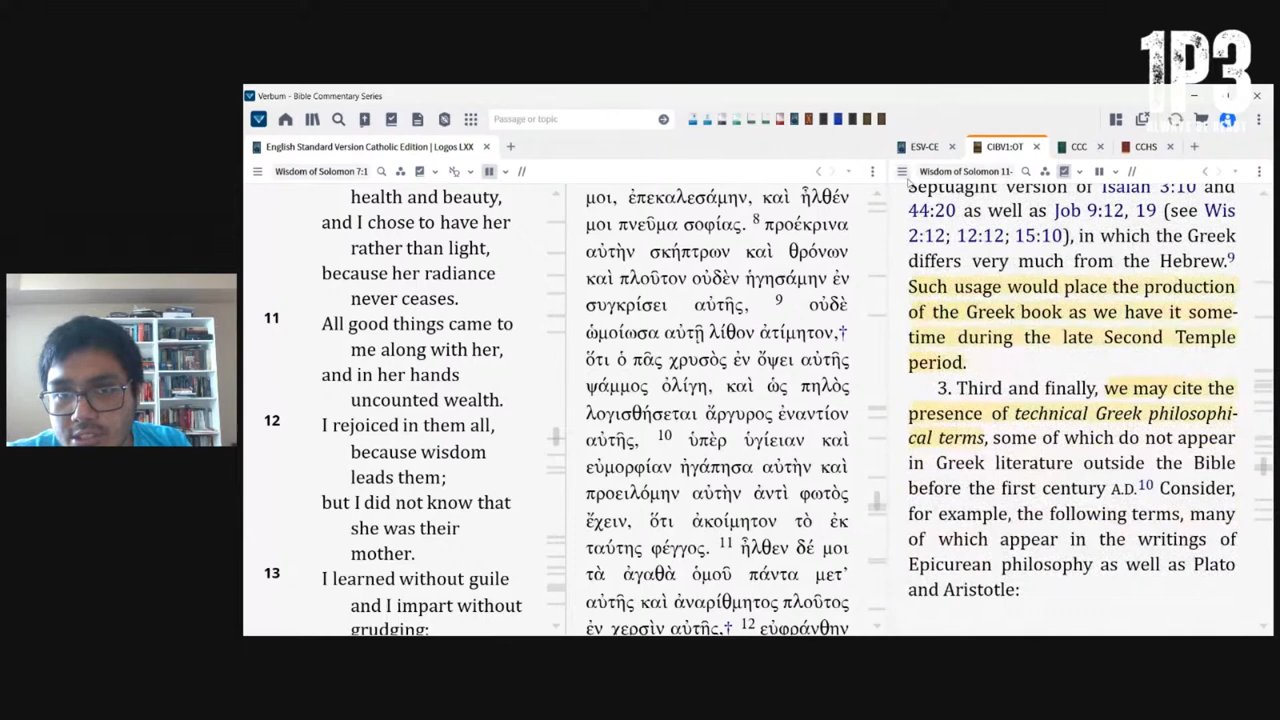 1P3
ALWAYS BE READY
Verbum – Bible Commentary Series
Passage or topic
English Standard Version Catholic Edition | Logos LXX
ESV-CE
CIBV1:OT
CCC
CCHS
Wisdom of Solomon 7:1
Wisdom of Solomon 11-
health and beauty,
and I chose to have her
rather than light,
because her radiance
never ceases.
11 All good things came to
me along with her,
and in her hands
uncounted wealth.
12 I rejoiced in them all,
because wisdom
leads them;
but I did not know that
she was their
mother.
13 I learned without guile
and I impart without
grudging;
μοι, ἐπεκαλεσάμην, καὶ ἦλθέν
μοι πνεῦμα σοφίας. 8 προέκρινα
αὐτὴν σκήπτρων καὶ θρόνων
καὶ πλοῦτον οὐδὲν ἡγησάμην ἐν
συγκρίσει αὐτῆς, 9 οὐδὲ
ὡμοίωσα αὐτῇ λίθον ἀτίμητον,†
ὅτι ὁ πᾶς χρυσὸς ἐν ὄψει αὐτῆς
ψάμμος ὀλίγη, καὶ ὡς πηλὸς
λογισθήσεται ἄργυρος ἐναντίον
αὐτῆς, 10 ὑπὲρ ὑγίειαν καὶ
εὐμορφίαν ἠγάπησα αὐτὴν καὶ
προειλόμην αὐτὴν ἀντὶ φωτὸς
ἔχειν, ὅτι ἀκοίμητον τὸ ἐκ
ταύτης φέγγος. 11 ἦλθεν δέ μοι
τὰ ἀγαθὰ ὁμοῦ πάντα μετʼ
αὐτῆς καὶ ἀναρίθμητος πλοῦτος
ἐν χερσὶν αὐτῆς,† 12 εὐφράνθην
Septuagint version of Isaiah 3:10 and
44:20 as well as Job 9:12, 19 (see Wis
2:12; 12:12; 15:10), in which the Greek
differs very much from the Hebrew.9
Such usage would place the production
of the Greek book as we have it some-
time during the late Second Temple
period.
3. Third and finally, we may cite the
presence of technical Greek philosophi-
cal terms, some of which do not appear
in Greek literature outside the Bible
before the first century A.D.10 Consider,
for example, the following terms, many
of which appear in the writings of
Epicurean philosophy as well as Plato
and Aristotle: